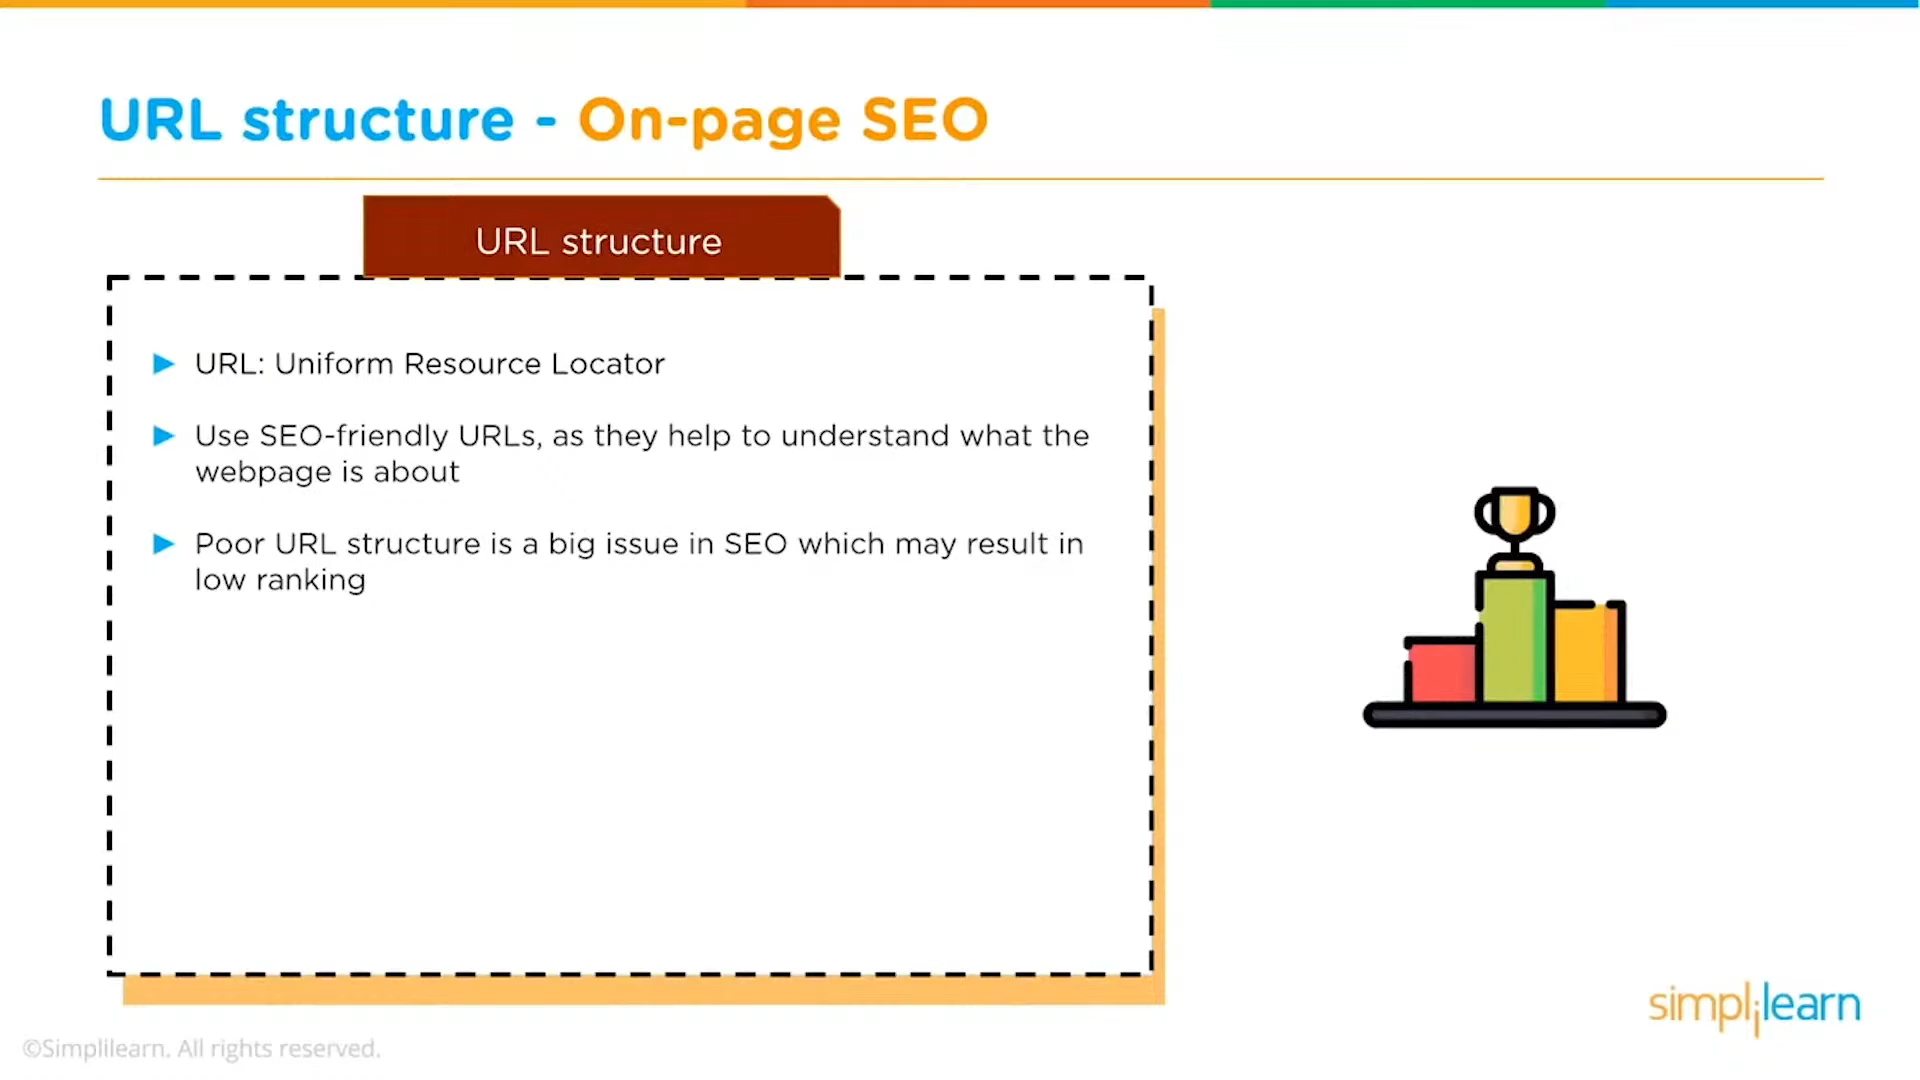 URL structure - On-page SEO
URL structure
URL: Uniform Resource Locator
Use SEO-friendly URLs, as they help to understand what the
webpage is about
Poor URL structure is a big issue in SEO which may result in
low ranking
simplilearn
©Simplilearn. All rights reserved.